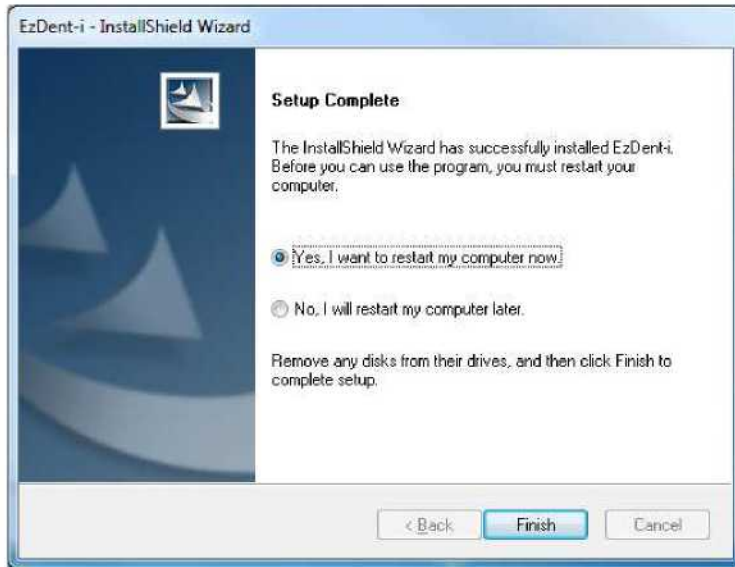 EzDent-i - InstallShield Wizard
Setup Complete
The InstallShield Wizard has successfully installed EzDent-i.
Before you can use the program, you must restart your
computer.
Yes, I want to restart my computer now.
No, I will restart my computer later.
Remove any disks from their drives, and then click Finish to
complete setup.
< Back
Finish
Cancel